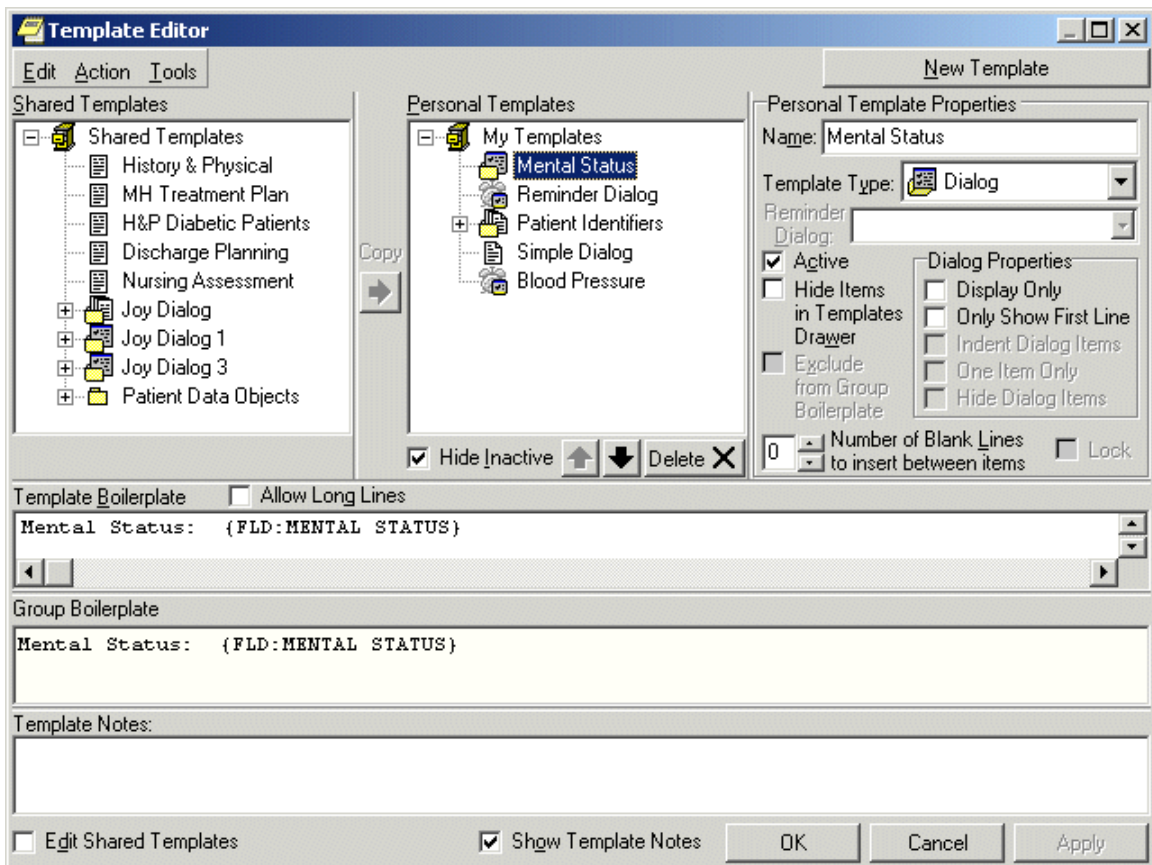 Template Editor
Edit Action Tools
New Template
Shared Templates
Shared Templates
History & Physical
MH Treatment Plan
H&P Diabetic Patients
Discharge Planning
Nursing Assessment
Joy Dialog
Joy Dialog 1
Joy Dialog 3
Patient Data Objects
Copy
Personal Templates
My Templates
Mental Status
Reminder Dialog
Patient Identifiers
Simple Dialog
Blood Pressure
Hide Inactive
Delete
Personal Template Properties
Name: Mental Status
Template Type: Dialog
Reminder
Dialog:
Active
Hide Items
in Templates
Drawer
Exclude
from Group
Boilerplate
Dialog Properties
Display Only
Only Show First Line
Indent Dialog Items
One Item Only
Hide Dialog Items
0 Number of Blank Lines
to insert between items
Lock
Template Boilerplate Allow Long Lines
Mental Status: {FLD:MENTAL STATUS}
Group Boilerplate
Mental Status: {FLD:MENTAL STATUS}
Template Notes:
Edit Shared Templates
Show Template Notes
OK
Cancel
Apply